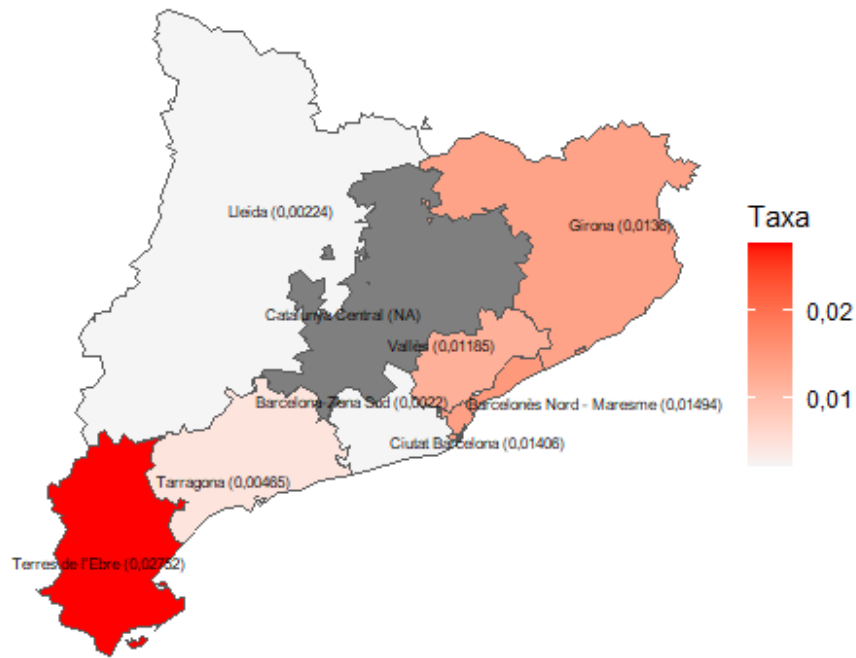 Lleida (0,00224)
Girona (0,0136)
Taxa
0,02
0,01
Catalunya Central (NA)
Vallès (0,01185)
Barcelona-Zona Sud (0,0022)
Barcelonès Nord - Maresme (0,01494)
Ciutat Barcelona (0,01406)
Tarragona (0,00465)
Terres de l''Ebre (0,02752)